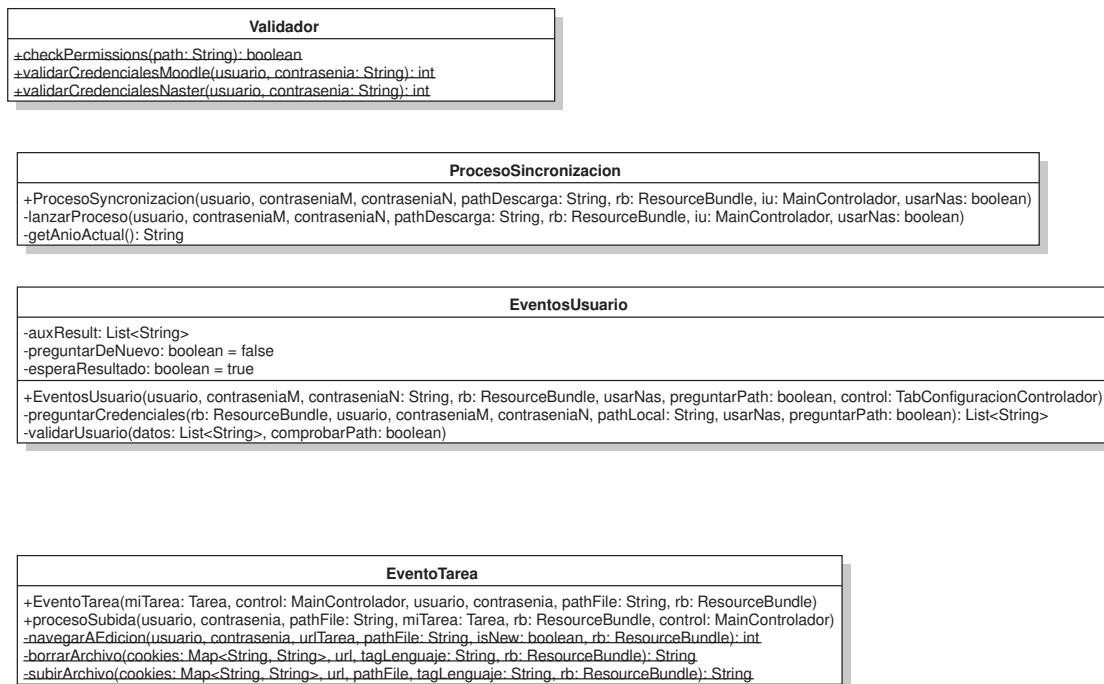 Validador
+checkPermissions(path: String): boolean
+validarCredencialesMoodle(usuario, contrasenia: String): int
+validarCredencialesNaster(usuario, contrasenia: String): int
ProcesoSincronizacion
+ProcesoSyncronizacion(usuario, contraseniaM, contraseniaN, pathDescarga: String, rb: ResourceBundle, iu: MainControlador, usarNas: boolean)
-lanzarProceso(usuario, contraseniaM, contraseniaN, pathDescarga: String, rb: ResourceBundle, iu: MainControlador, usarNas: boolean)
-getAnioActual(): String
EventosUsuario
-auxResult: List<String>
-preguntarDeNuevo: boolean = false
-esperaResultado: boolean = true
+EventosUsuario(usuario, contraseniaM, contraseniaN: String, rb: ResourceBundle, usarNas, preguntarPath: boolean, control: TabConfiguracionControlador)
-preguntarCredenciales(rb: ResourceBundle, usuario, contraseniaM, contraseniaN, pathLocal: String, usarNas, preguntarPath: boolean): List<String>
-validarUsuario(datos: List<String>, comprobarPath: boolean)
EventoTarea
+EventoTarea(miTarea: Tarea, control: MainControlador, usuario, contrasenia, pathFile: String, rb: ResourceBundle)
+procesoSubida(usuario, contrasenia, pathFile: String, miTarea: Tarea, rb: ResourceBundle, control: MainControlador)
-navegarAEdicion(usuario, contrasenia, urlTarea, pathFile: String, isNew: boolean, rb: ResourceBundle): int
-borrarArchivo(cookies: Map<String, String>, url, tagLenguaje: String, rb: ResourceBundle): String
-subirArchivo(cookies: Map<String, String>, url, pathFile, tagLenguaje: String, rb: ResourceBundle): String